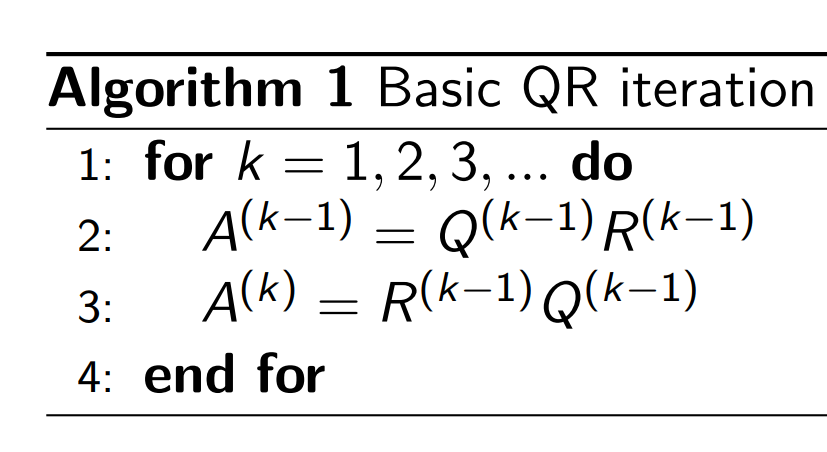 Algorithm 1 Basic QR iteration
1: for k = 1, 2, 3, ... do
2: A^(k−1) = Q^(k−1) R^(k−1)
3: A^(k) = R^(k−1) Q^(k−1)
4: end for